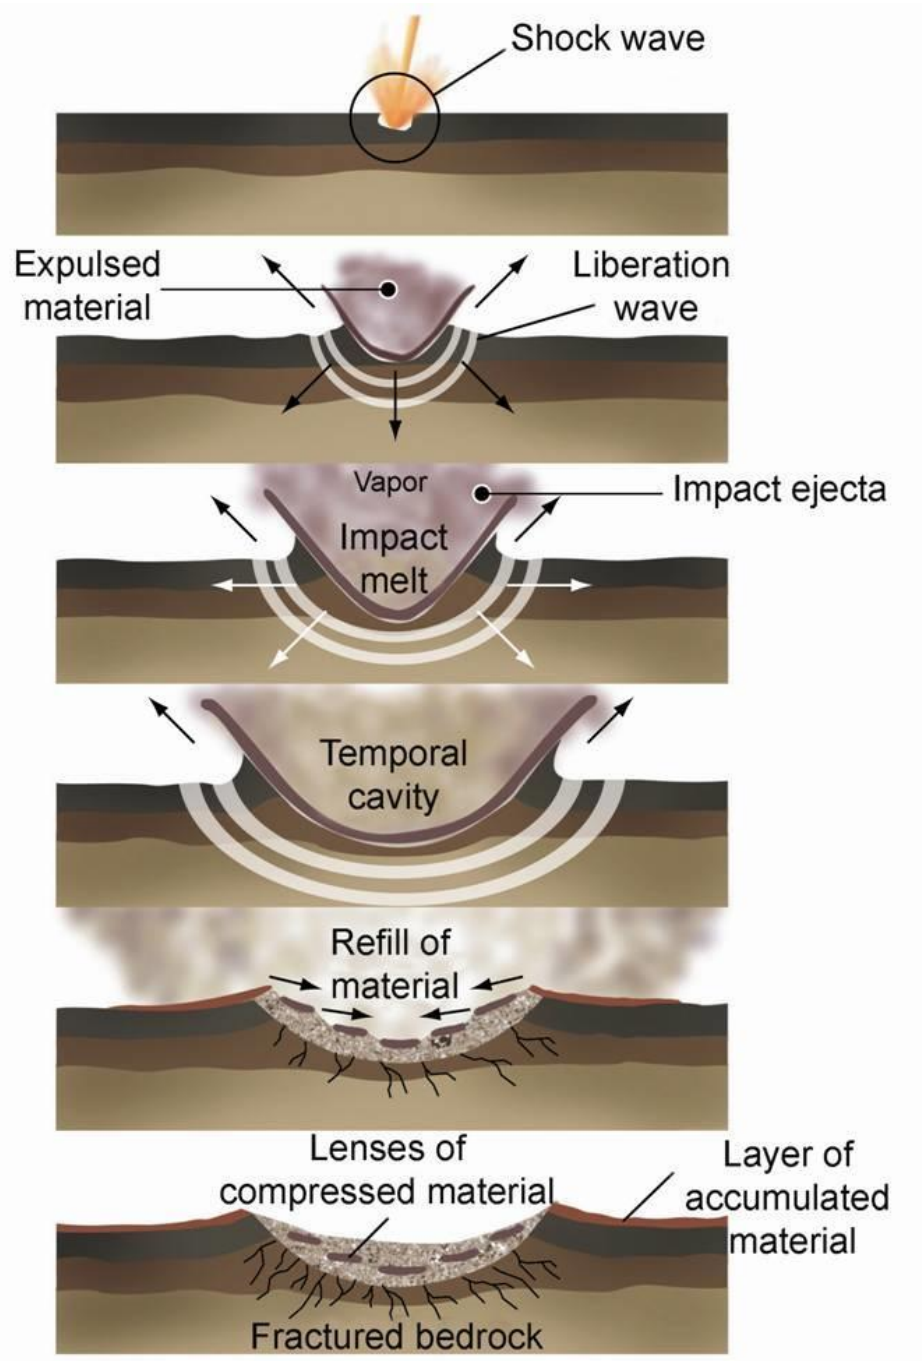 Shock wave
Expulsed
material
Liberation
wave
Vapor
Impact ejecta
Impact
melt
Temporal
cavity
Refill of
material
Lenses of
compressed material
Layer of
accumulated
material
Fractured bedrock